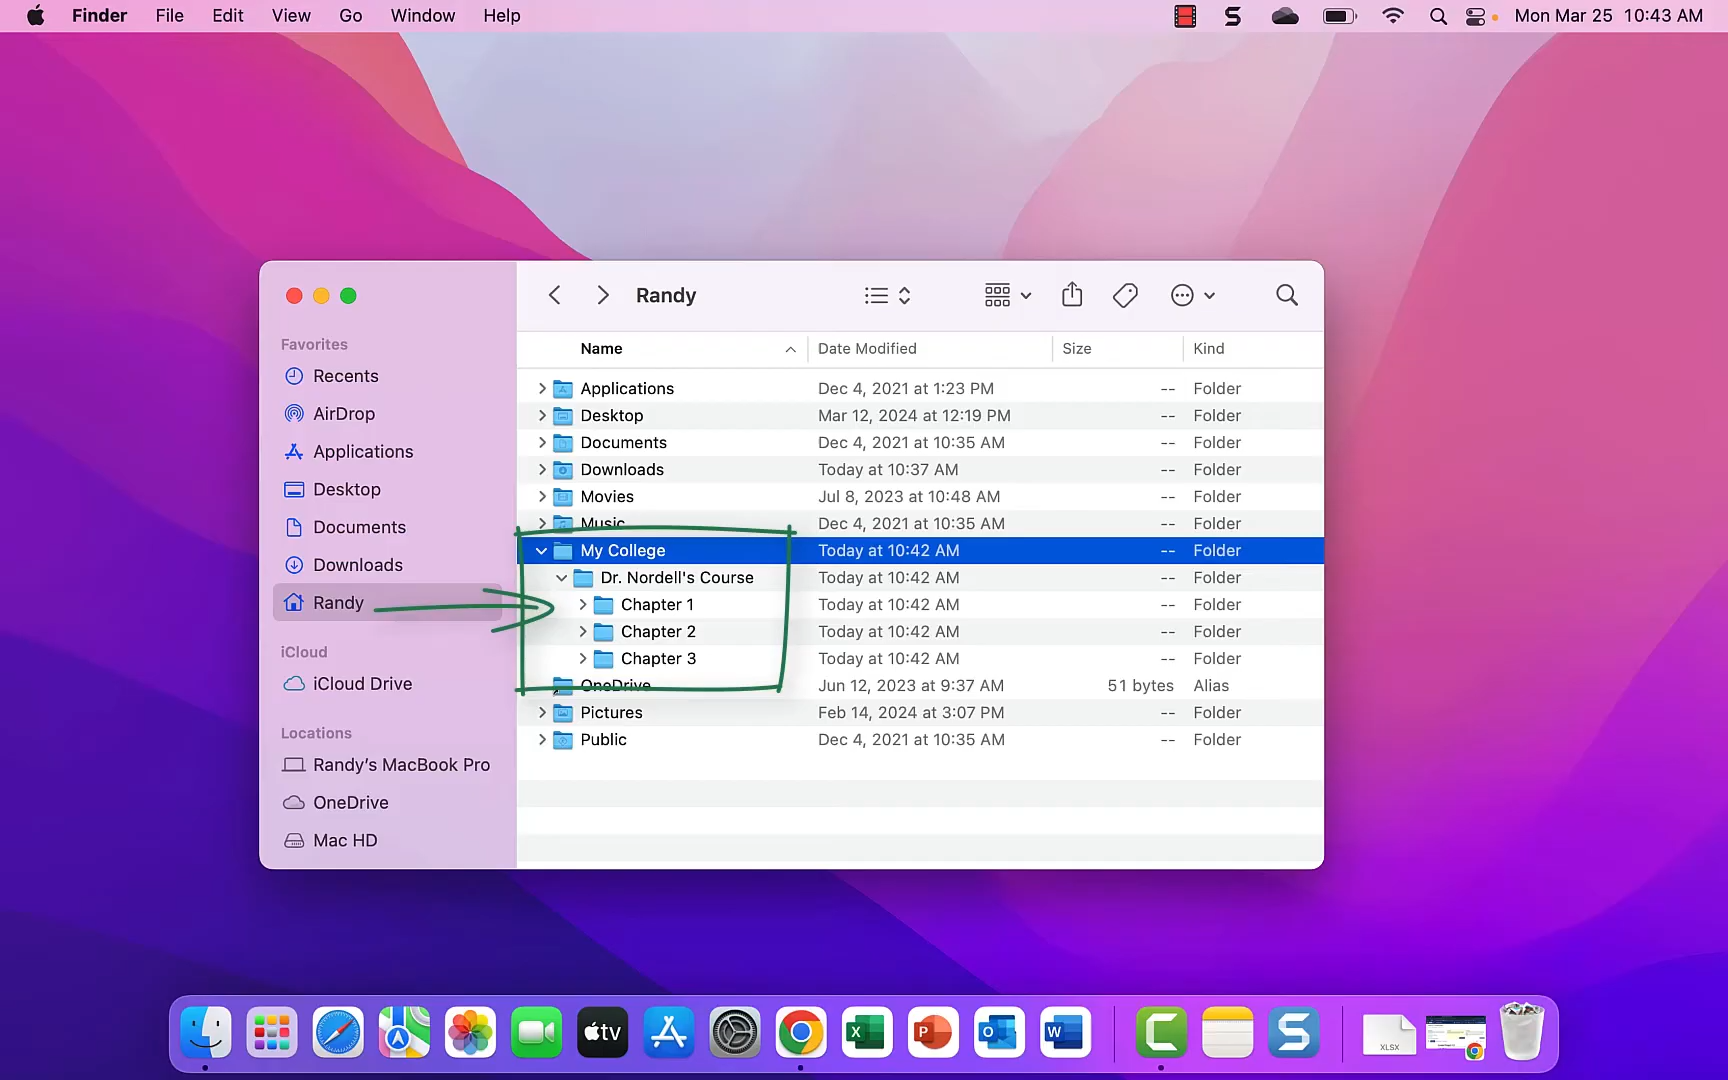 Finder File Edit View Go Window Help Mon Mar 25 10:43 AM
Randy
Favorites
Recents
AirDrop
Applications
Desktop
Documents
Downloads
Randy
iCloud
iCloud Drive
Locations
Randy's MacBook Pro
OneDrive
Mac HD
Name Date Modified Size Kind
Applications Dec 4, 2021 at 1:23 PM -- Folder
Desktop Mar 12, 2024 at 12:19 PM -- Folder
Documents Dec 4, 2021 at 10:35 AM -- Folder
Downloads Today at 10:37 AM -- Folder
Movies Jul 8, 2023 at 10:48 AM -- Folder
Music Dec 4, 2021 at 10:35 AM -- Folder
My College Today at 10:42 AM -- Folder
Dr. Nordell's Course Today at 10:42 AM -- Folder
Chapter 1 Today at 10:42 AM -- Folder
Chapter 2 Today at 10:42 AM -- Folder
Chapter 3 Today at 10:42 AM -- Folder
OneDrive Jun 12, 2023 at 9:37 AM 51 bytes Alias
Pictures Feb 14, 2024 at 3:07 PM -- Folder
Public Dec 4, 2021 at 10:35 AM -- Folder
tv X P O W C S XLSX